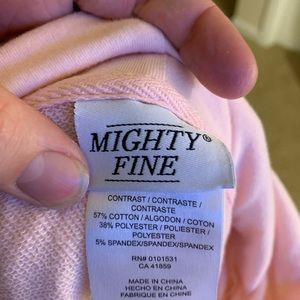 MIGHTY®
FINE
CONTRAST / CONTRASTE /
CONTRASTE
57% COTTON / ALGODON / COTON
38% POLYESTER / POLIESTER /
POLYESTER
5% SPANDEX/SPANDEX/SPANDEX
RN# 0101531
CA 41859
MADE IN CHINA
HECHO EN CHINA
FABRIQUE EN CHINE